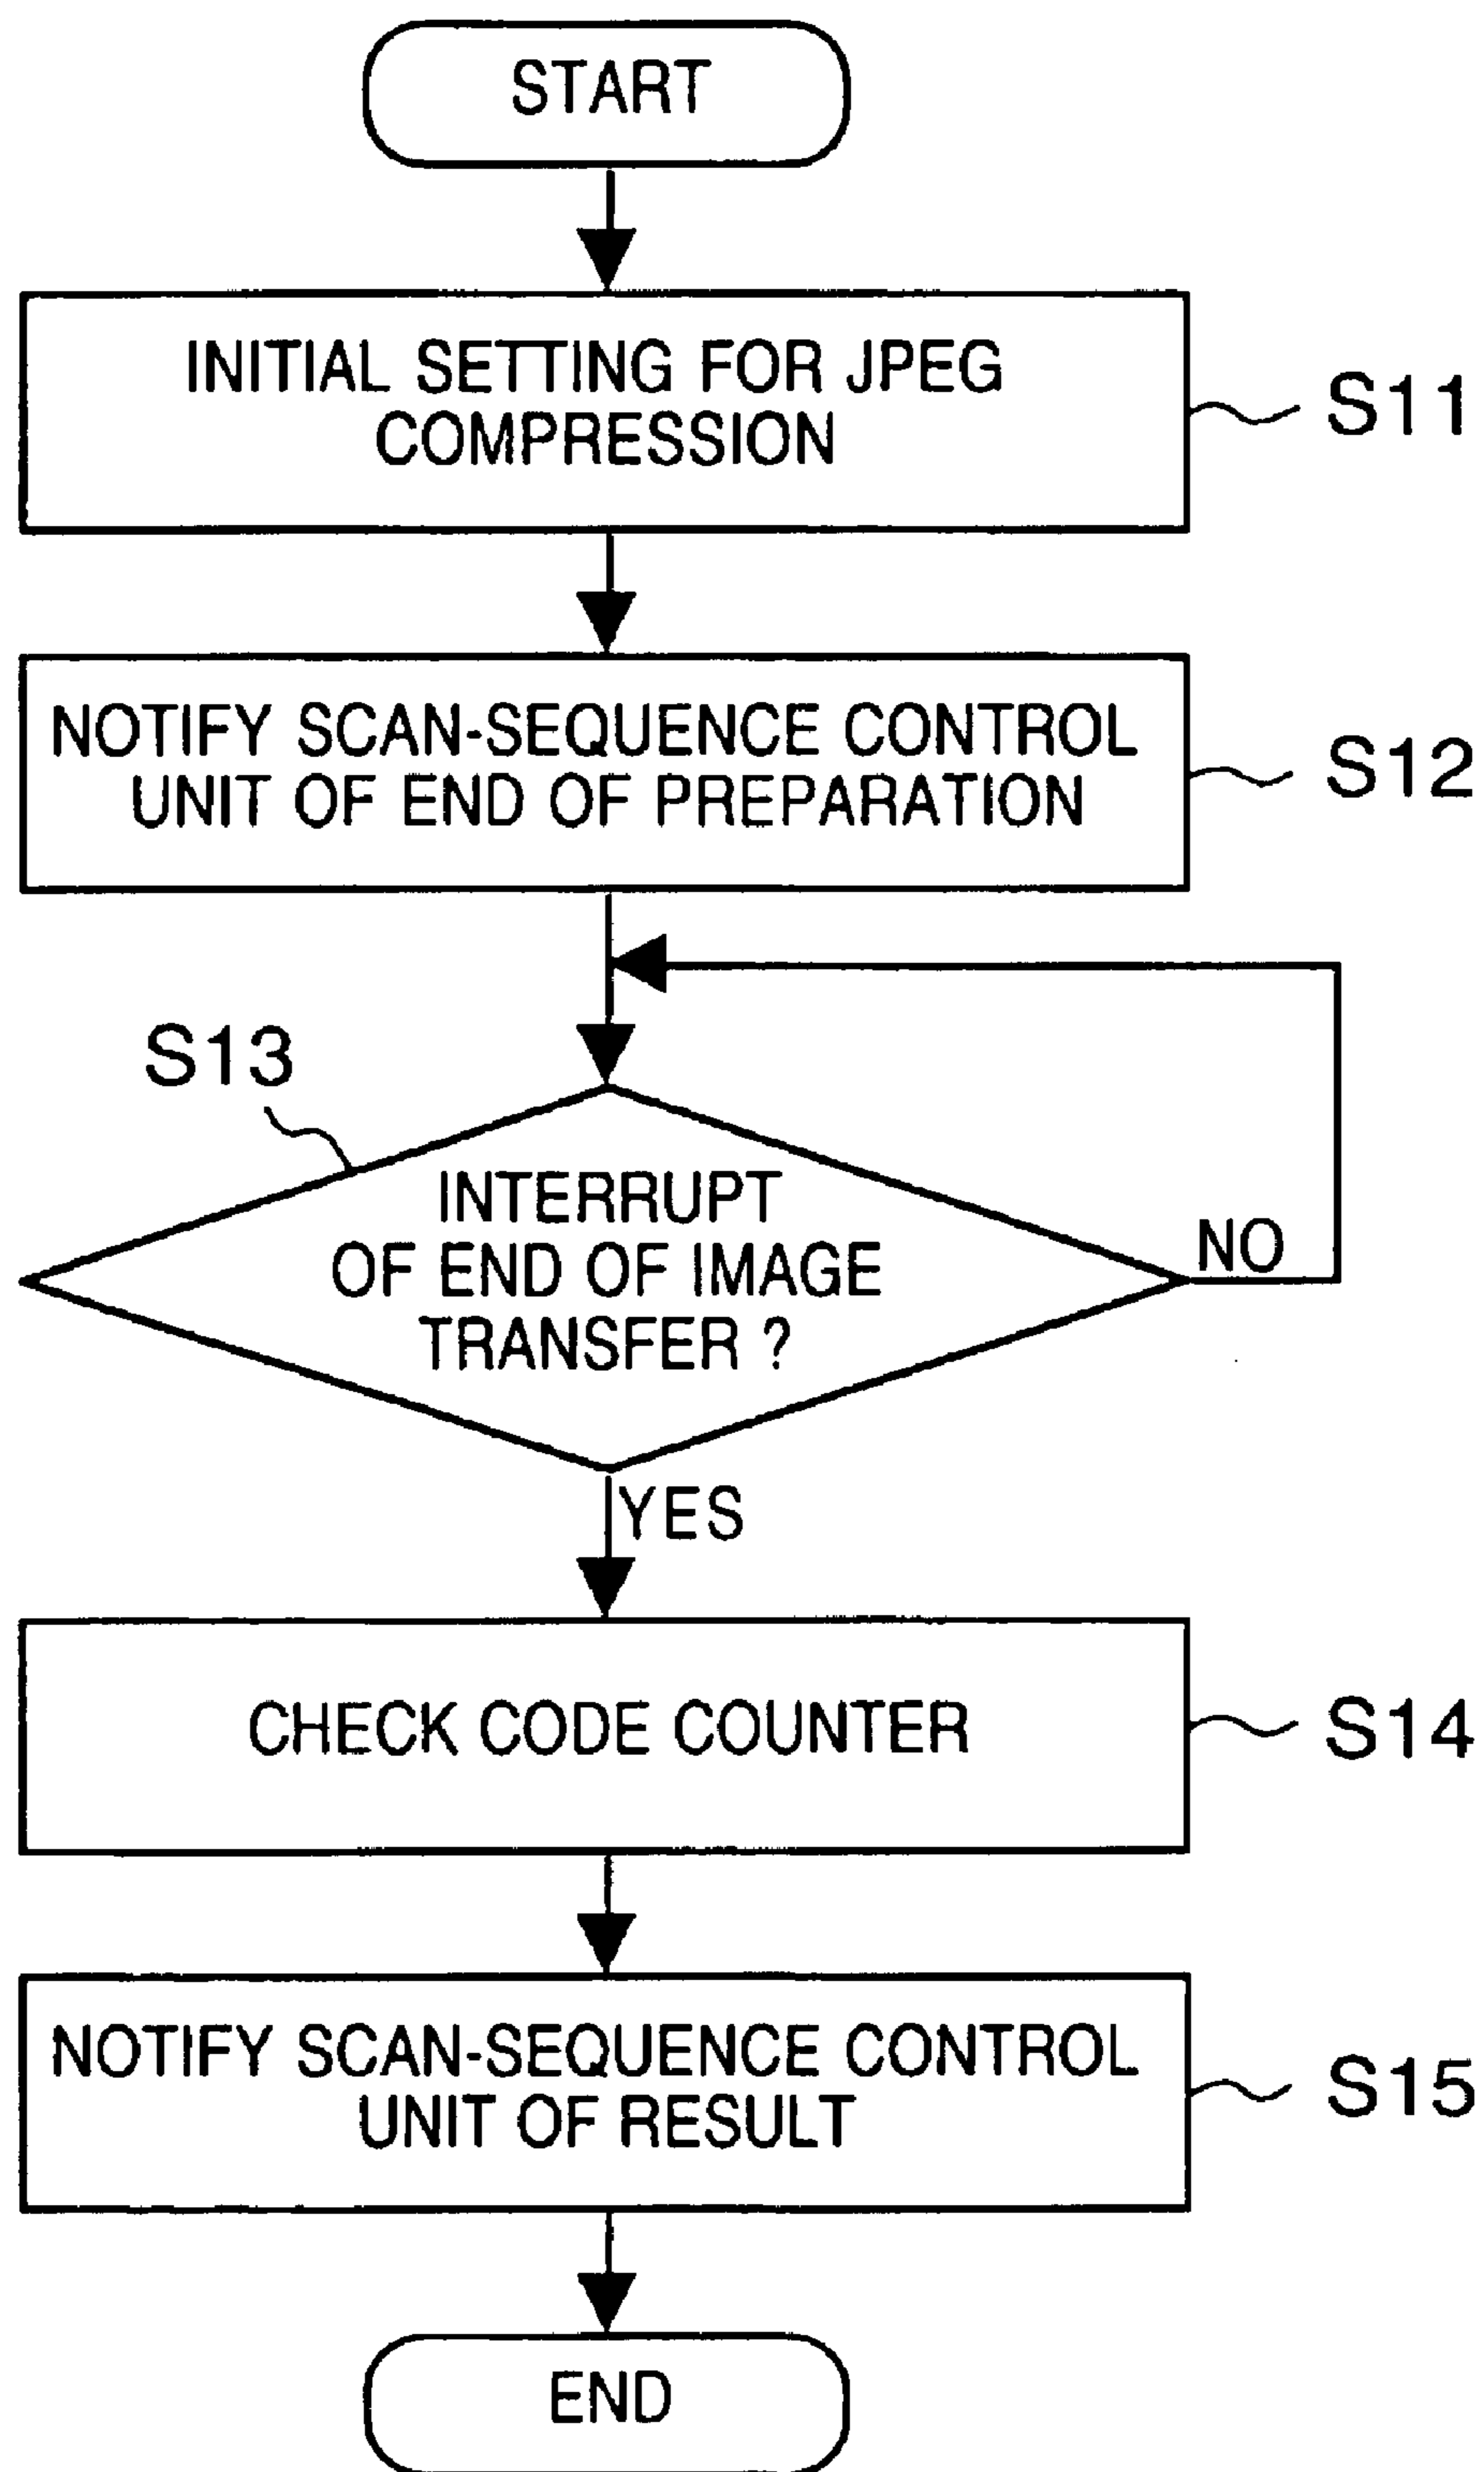 START
INITIAL SETTING FOR JPEG
COMPRESSION
S11
NOTIFY SCAN-SEQUENCE CONTROL
UNIT OF END OF PREPARATION
S12
S13
INTERRUPT
OF END OF IMAGE
TRANSFER ?
NO
YES
CHECK CODE COUNTER
S14
NOTIFY SCAN-SEQUENCE CONTROL
UNIT OF RESULT
S15
END